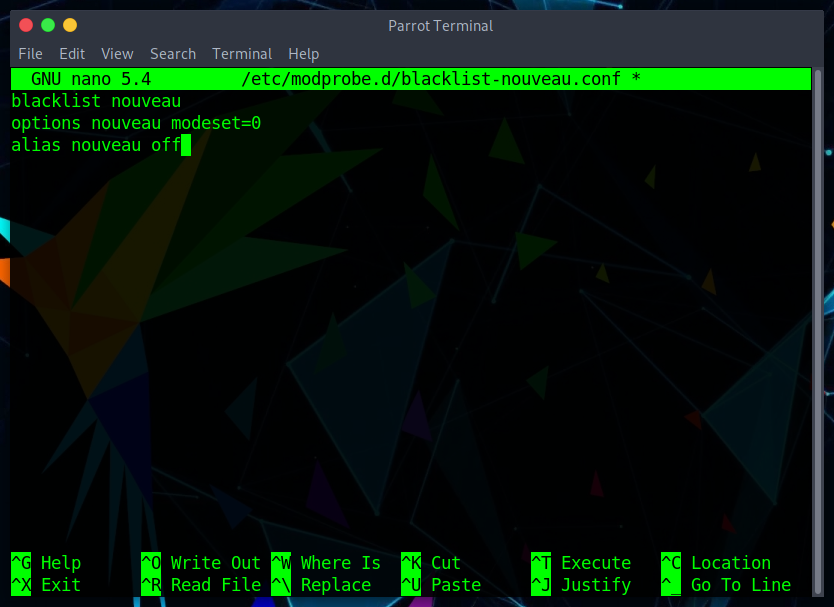 Parrot Terminal
File Edit View Search Terminal Help
GNU nano 5.4 /etc/modprobe.d/blacklist-nouveau.conf *
blacklist nouveau
options nouveau modeset=0
alias nouveau off
^G Help ^O Write Out ^W Where Is ^K Cut ^T Execute ^C Location
^X Exit ^R Read File ^\ Replace ^U Paste ^J Justify ^_ Go To Line